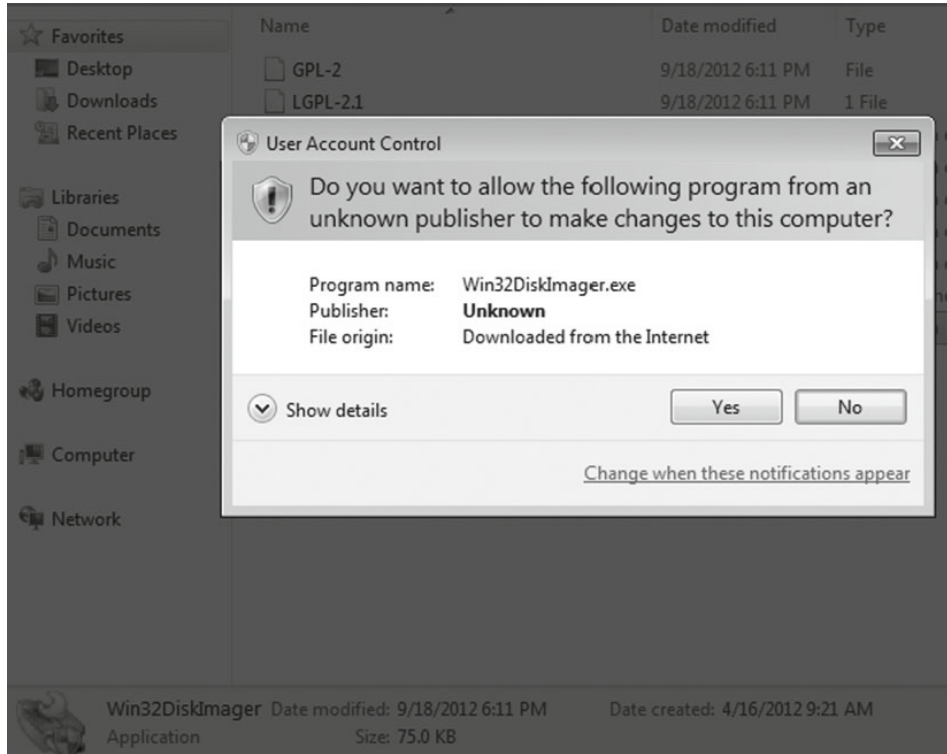 Favorites
Desktop
Downloads
Recent Places
Libraries
Documents
Music
Pictures
Videos
Homegroup
Computer
Network
Name Date modified Type
GPL-2 9/18/2012 6:11 PM File
LGPL-2.1 9/18/2012 6:11 PM 1 File
User Account Control
Do you want to allow the following program from an
unknown publisher to make changes to this computer?
Program name: Win32DiskImager.exe
Publisher: Unknown
File origin: Downloaded from the Internet
Show details Yes No
Change when these notifications appear
Win32DiskImager Date modified: 9/18/2012 6:11 PM Date created: 4/16/2012 9:21 AM
Application Size: 75.0 KB